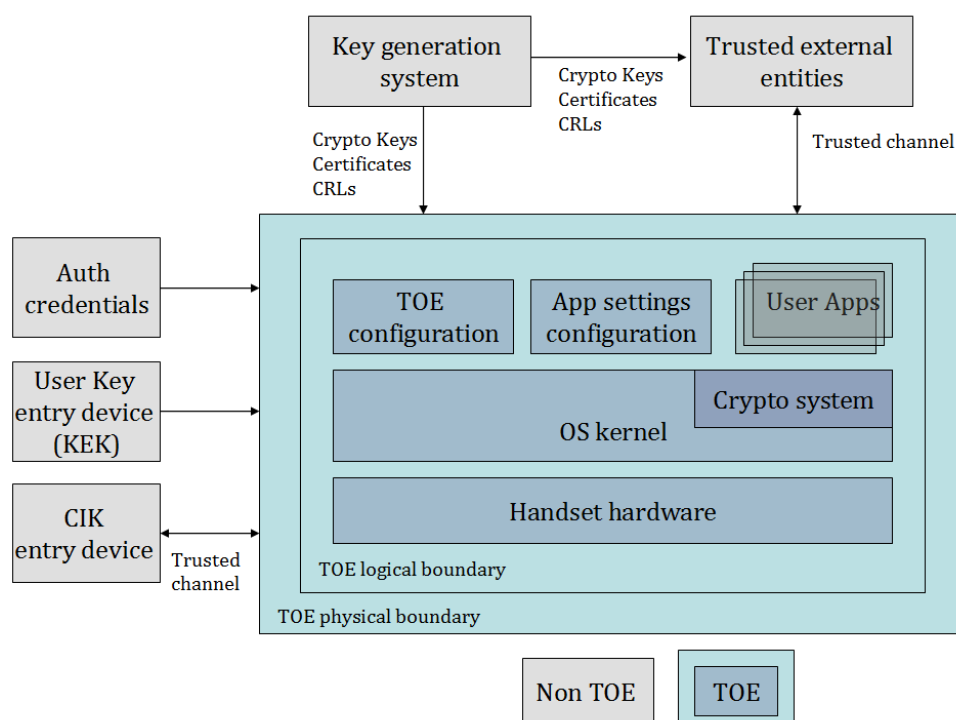 Key generation
system
Trusted external
entities
Crypto Keys
Certificates
CRLs
Crypto Keys
Certificates
CRLs
Trusted channel
Auth
credentials
TOE
configuration
App settings
configuration
User Apps
User Key
entry device
(KEK)
Crypto system
OS kernel
CIK
entry device
Trusted
channel
Handset hardware
TOE logical boundary
TOE physical boundary
Non TOE
TOE